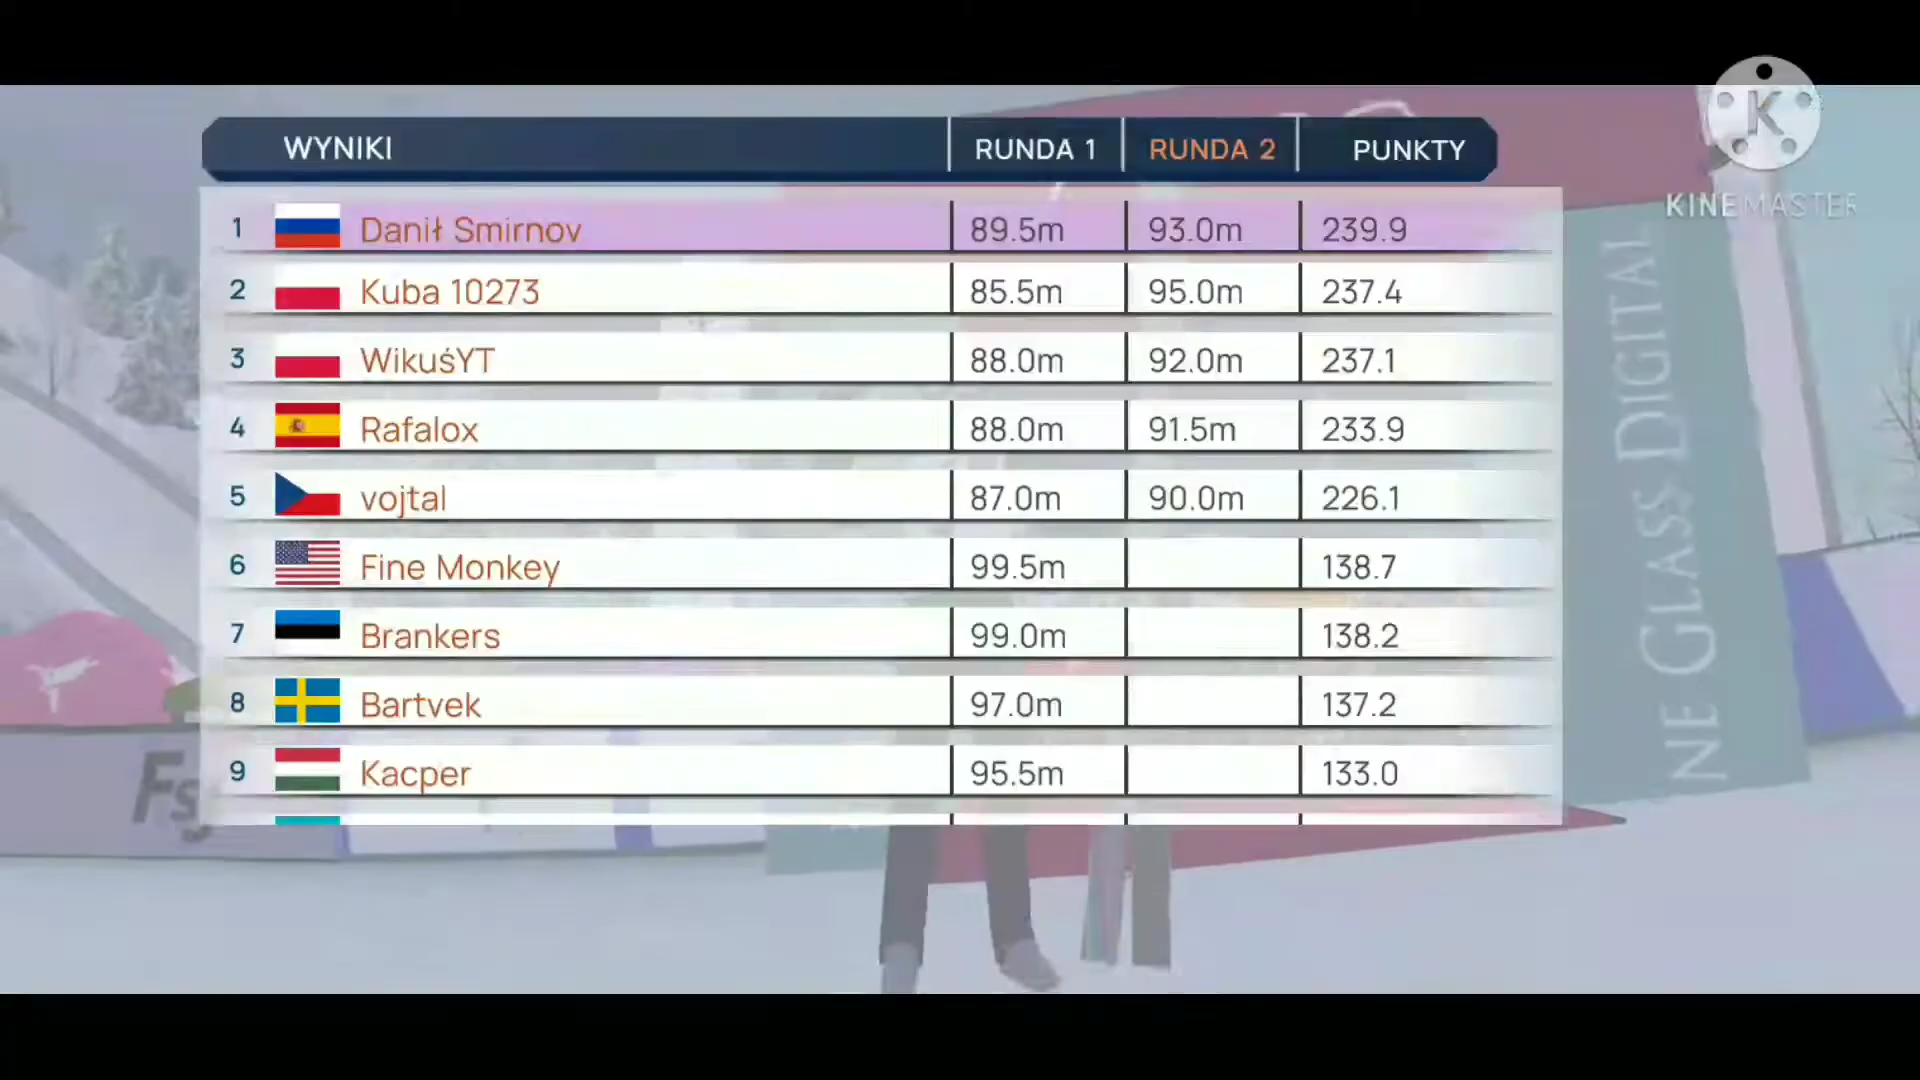 WYNIKI RUNDA 1 RUNDA 2 PUNKTY
1 Danił Smirnov 89.5m 93.0m 239.9
2 Kuba 10273 85.5m 95.0m 237.4
3 WikuśYT 88.0m 92.0m 237.1
4 Rafalox 88.0m 91.5m 233.9
5 vojtal 87.0m 90.0m 226.1
6 Fine Monkey 99.5m 138.7
7 Brankers 99.0m 138.2
8 Bartvek 97.0m 137.2
9 Kacper 95.5m 133.0
K
KINEMASTER
NE GLASS DIGITAL